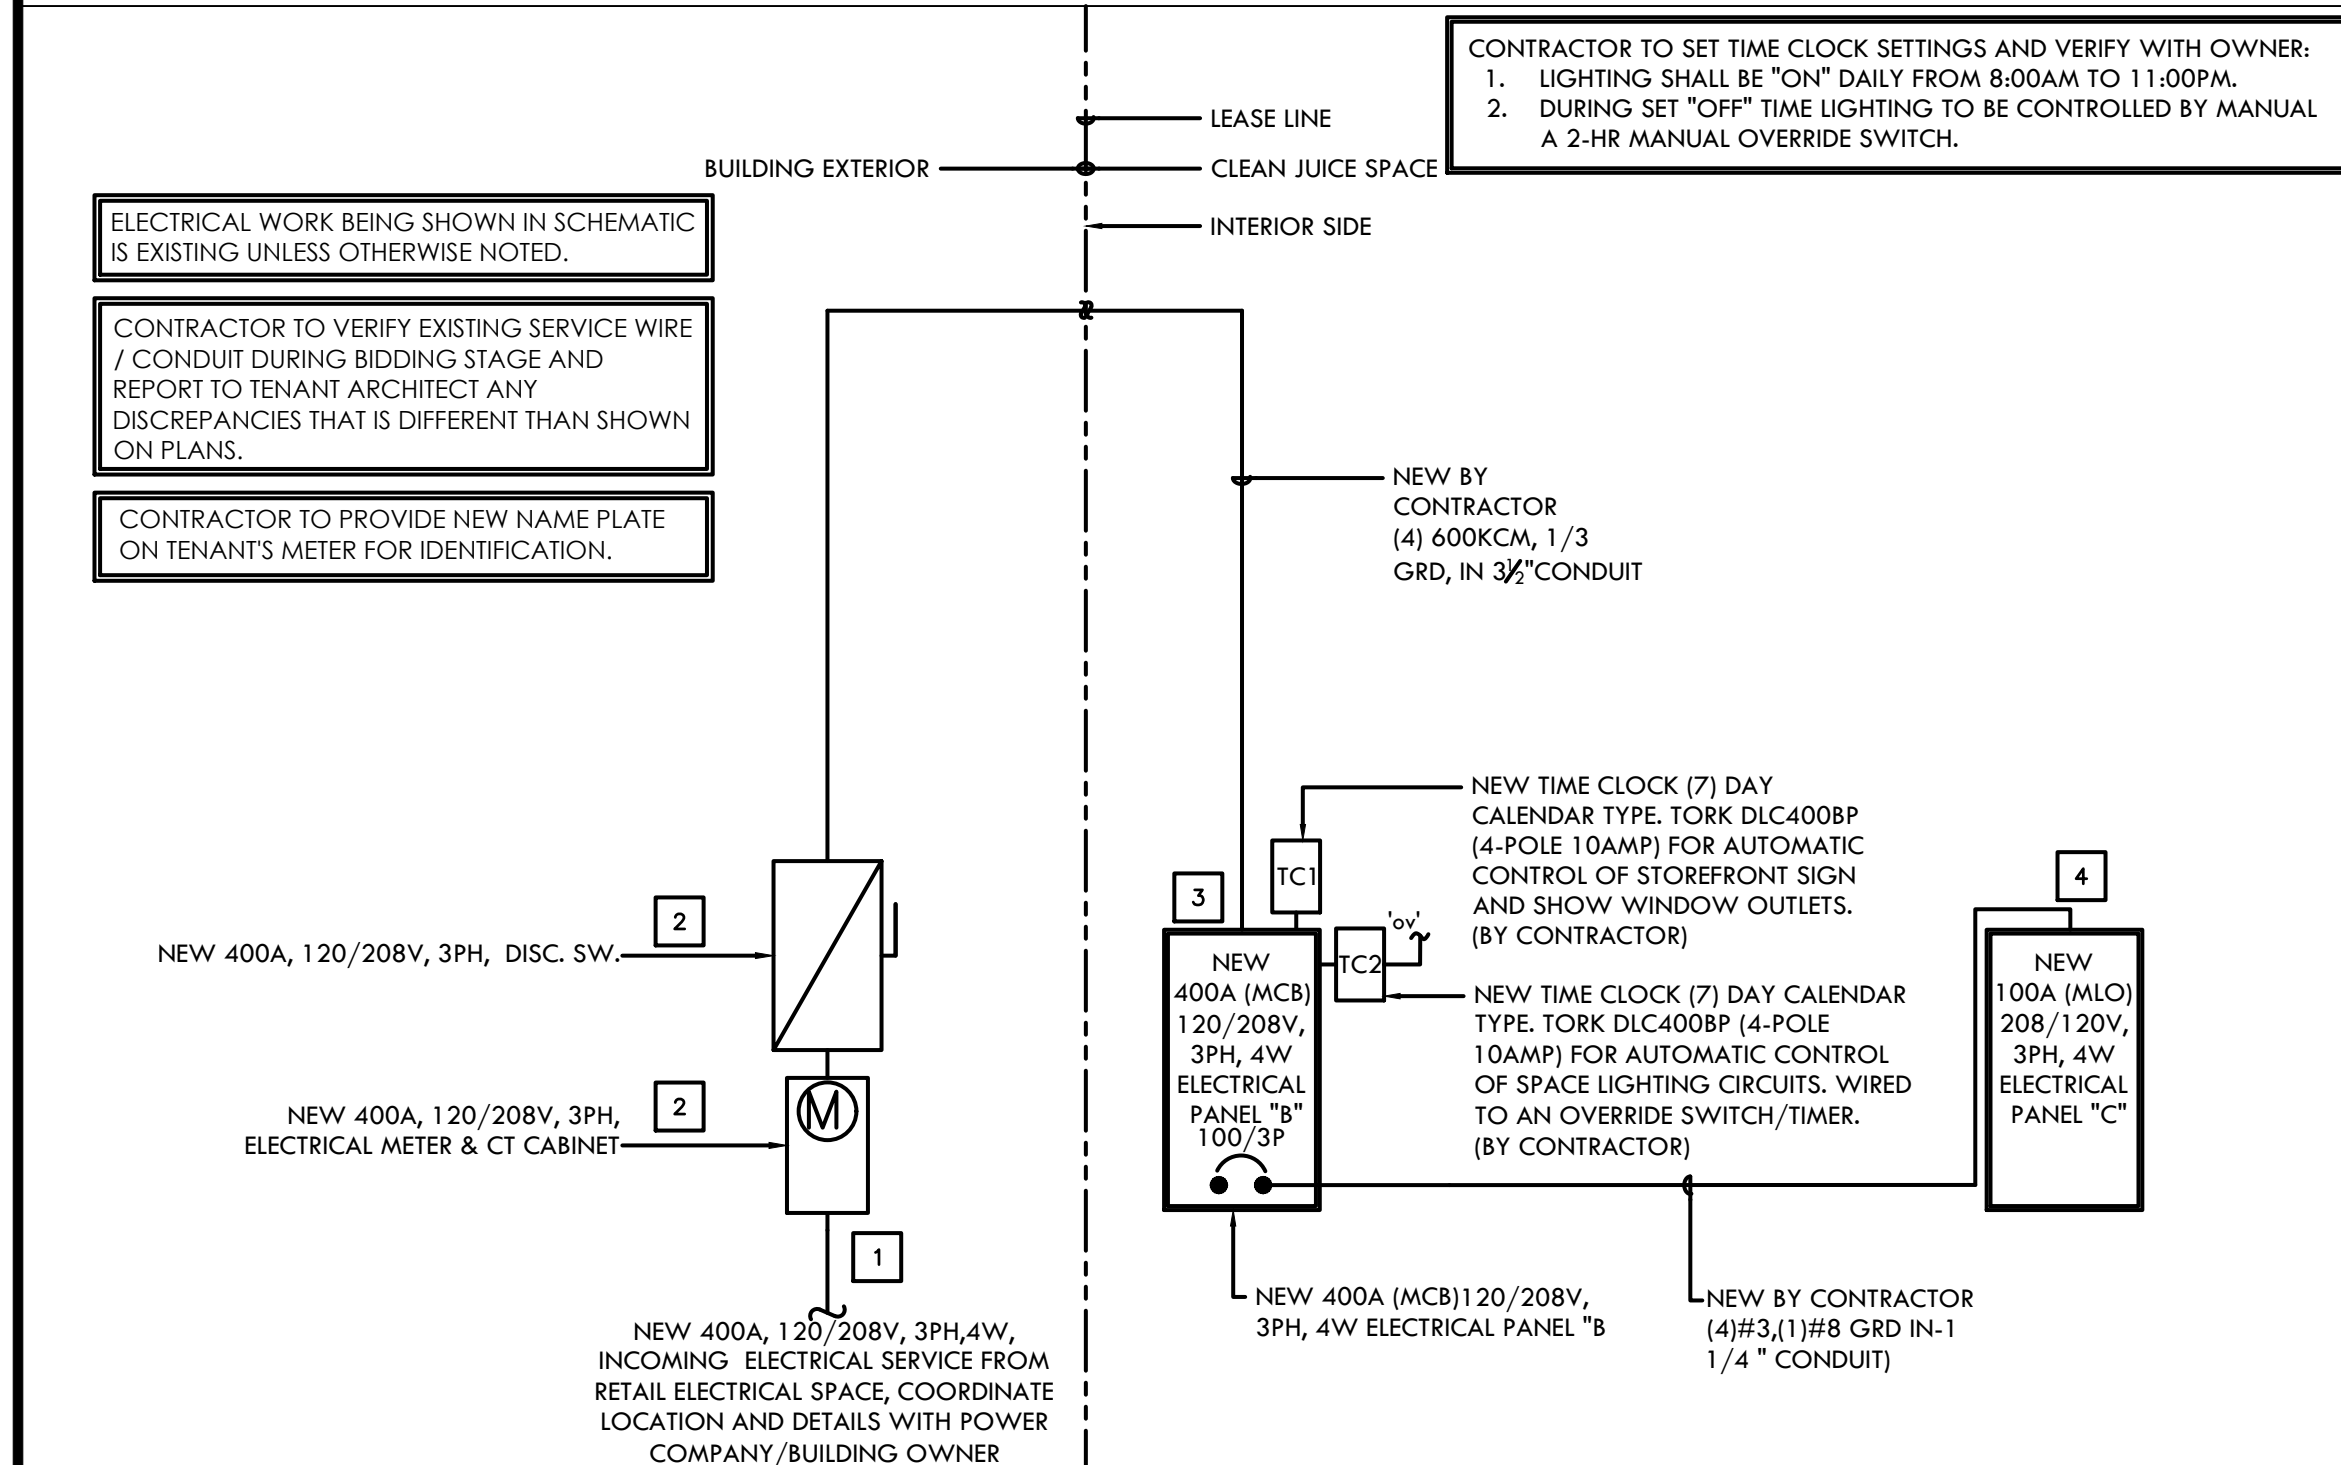 CONTRACTOR TO SET TIME CLOCK SETTINGS AND VERIFY WITH OWNER:
1. LIGHTING SHALL BE "ON" DAILY FROM 8:00AM TO 11:00PM.
2. DURING SET "OFF" TIME LIGHTING TO BE CONTROLLED BY MANUAL
A 2-HR MANUAL OVERRIDE SWITCH.
LEASE LINE
BUILDING EXTERIOR
CLEAN JUICE SPACE
INTERIOR SIDE
ELECTRICAL WORK BEING SHOWN IN SCHEMATIC
IS EXISTING UNLESS OTHERWISE NOTED.
CONTRACTOR TO VERIFY EXISTING SERVICE WIRE
/ CONDUIT DURING BIDDING STAGE AND
REPORT TO TENANT ARCHITECT ANY
DISCREPANCIES THAT IS DIFFERENT THAN SHOWN
ON PLANS.
CONTRACTOR TO PROVIDE NEW NAME PLATE
ON TENANT'S METER FOR IDENTIFICATION.
NEW BY
CONTRACTOR
(4) 600KCM, 1/3
GRD, IN 3½"CONDUIT
NEW TIME CLOCK (7) DAY
CALENDAR TYPE. TORK DLC400BP
(4-POLE 10AMP) FOR AUTOMATIC
CONTROL OF STOREFRONT SIGN
AND SHOW WINDOW OUTLETS.
(BY CONTRACTOR)
TC1
3
4
'ov'
TC2
2
NEW 400A, 120/208V, 3PH, DISC. SW.
NEW
400A (MCB)
120/208V,
3PH, 4W
ELECTRICAL
PANEL "B"
100/3P
NEW TIME CLOCK (7) DAY CALENDAR
TYPE. TORK DLC400BP (4-POLE
10AMP) FOR AUTOMATIC CONTROL
OF SPACE LIGHTING CIRCUITS. WIRED
TO AN OVERRIDE SWITCH/TIMER.
(BY CONTRACTOR)
NEW
100A (MLO)
208/120V,
3PH, 4W
ELECTRICAL
PANEL "C"
2
M
NEW 400A, 120/208V, 3PH,
ELECTRICAL METER & CT CABINET
1
NEW 400A, 120/208V, 3PH,4W,
INCOMING ELECTRICAL SERVICE FROM
RETAIL ELECTRICAL SPACE, COORDINATE
LOCATION AND DETAILS WITH POWER
COMPANY/BUILDING OWNER
NEW 400A (MCB)120/208V,
3PH, 4W ELECTRICAL PANEL "B
NEW BY CONTRACTOR
(4)#3,(1)#8 GRD IN-1
1/4 " CONDUIT)